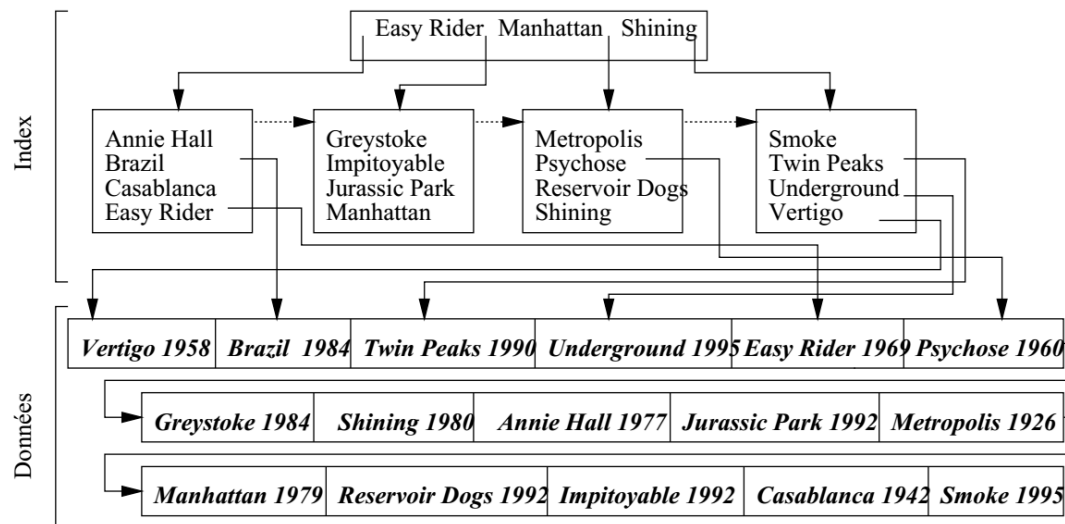 Easy Rider Manhattan Shining
Index
Annie Hall
Brazil
Casablanca
Easy Rider
Greystoke
Impitoyable
Jurassic Park
Manhattan
Metropolis
Psychose
Reservoir Dogs
Shining
Smoke
Twin Peaks
Underground
Vertigo
Données
Vertigo 1958 Brazil 1984 Twin Peaks 1990 Underground 1995 Easy Rider 1969 Psychose 1960
Greystoke 1984 Shining 1980 Annie Hall 1977 Jurassic Park 1992 Metropolis 1926
Manhattan 1979 Reservoir Dogs 1992 Impitoyable 1992 Casablanca 1942 Smoke 1995